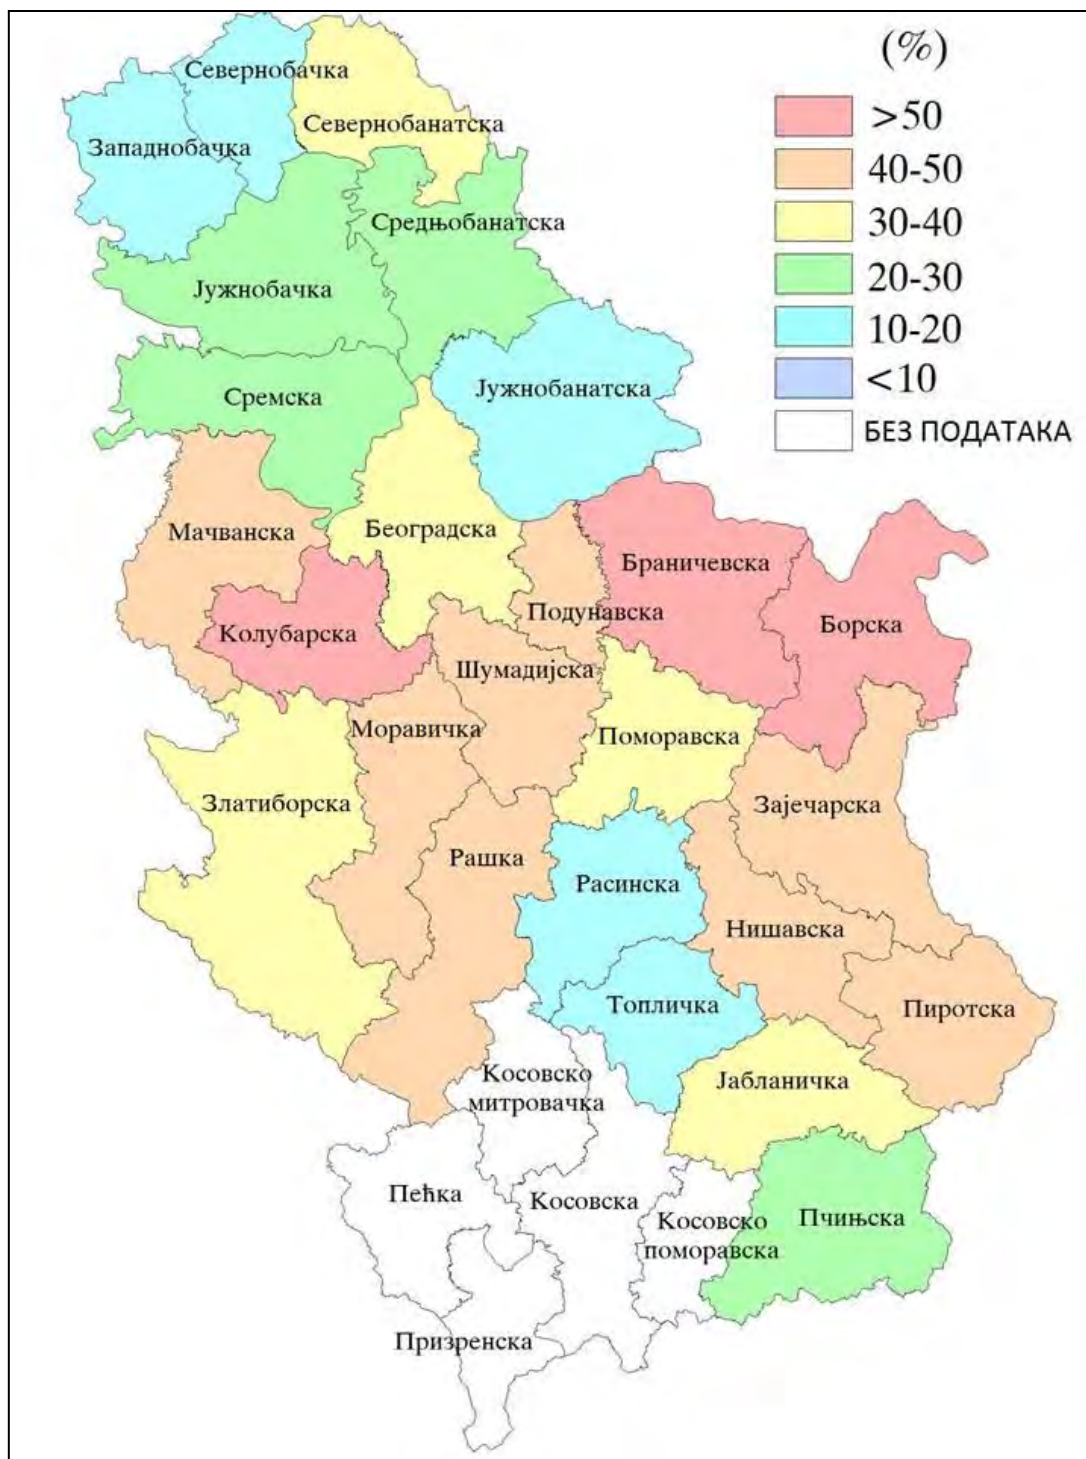 (%)
>50
40-50
30-40
20-30
10-20
<10
БЕЗ ПОДАТАКА
Севернобачка
Севернобанатска
Западнобачка
Средњобанатска
Јужнобачка
Јужнобанатска
Сремска
Мачванска
Београдска
Браничевска
Подунавска
Борска
Колубарска
Шумадијска
Моравичка
Поморавска
Златиборска
Зајечарска
Рашка
Расинска
Нишавска
Топличка
Пиротска
Косовско
митровачка
Јабланичка
Пећка
Косовска
Косовско
поморавска
Пчињска
Призренска